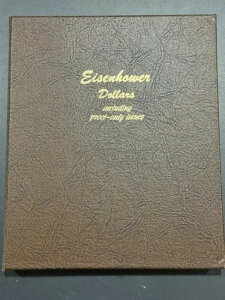 Eisenhower
Dollars
including
proof-only issues